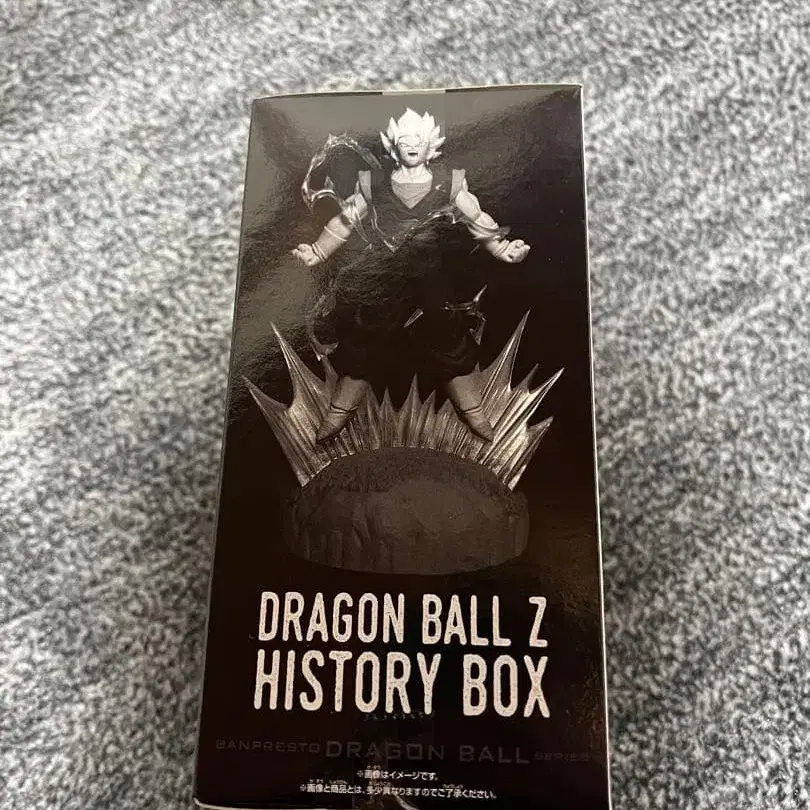 DRAGON BALL Z
HISTORY BOX
BANPRESTO DRAGON BALL SERIES
※画像はイメージです。
※画像と商品とは、多少異なりますのでご了承ください。